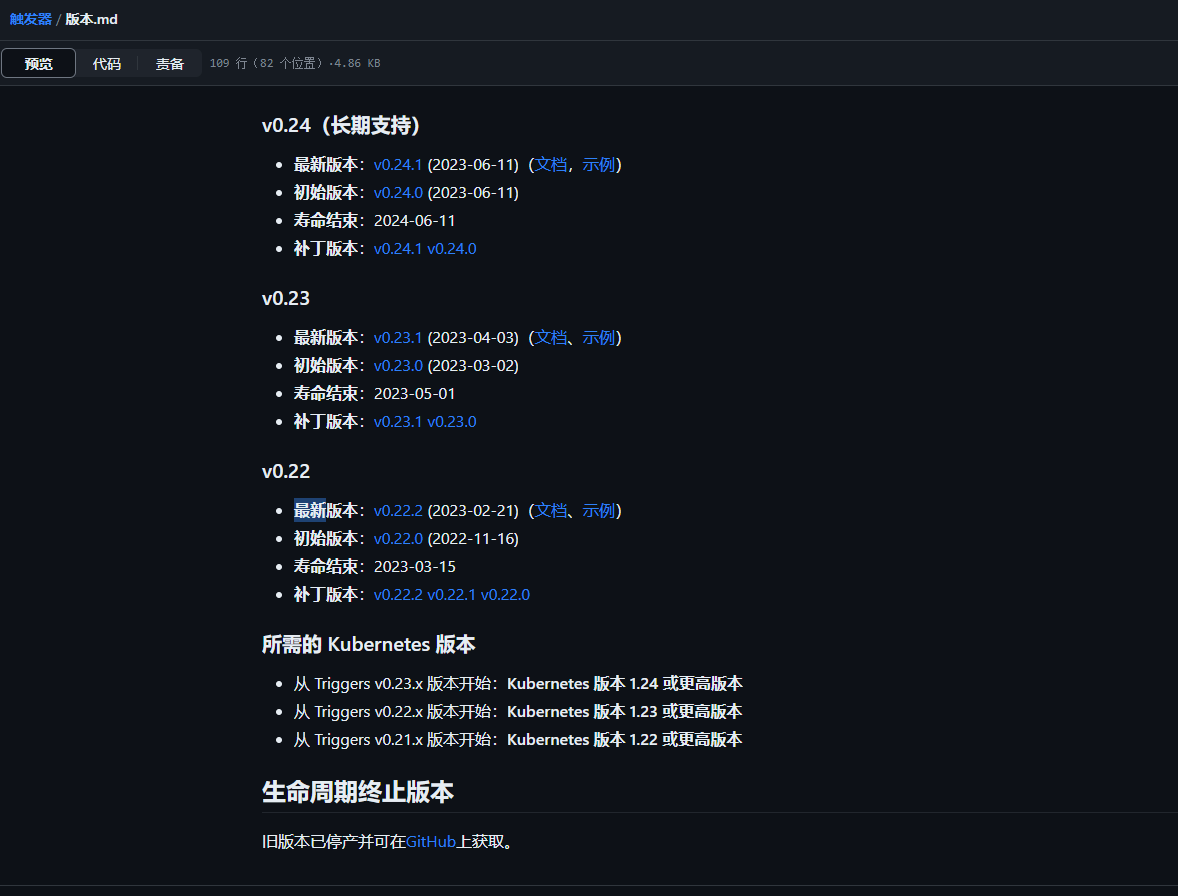 触发器 / 版本.md
预览 代码 责备 109 行（82 个位置）·4.86 KB
v0.24（长期支持）
最新版本：v0.24.1 (2023-06-11)（文档，示例)
初始版本：v0.24.0 (2023-06-11)
寿命结束：2024-06-11
补丁版本：v0.24.1 v0.24.0
v0.23
最新版本：v0.23.1 (2023-04-03)（文档、示例)
初始版本：v0.23.0 (2023-03-02)
寿命结束：2023-05-01
补丁版本：v0.23.1 v0.23.0
v0.22
最新版本：v0.22.2 (2023-02-21)（文档、示例)
初始版本：v0.22.0 (2022-11-16)
寿命结束：2023-03-15
补丁版本：v0.22.2 v0.22.1 v0.22.0
所需的 Kubernetes 版本
从 Triggers v0.23.x 版本开始：Kubernetes 版本 1.24 或更高版本
从 Triggers v0.22.x 版本开始：Kubernetes 版本 1.23 或更高版本
从 Triggers v0.21.x 版本开始：Kubernetes 版本 1.22 或更高版本
生命周期终止版本
旧版本已停产并可在GitHub上获取。